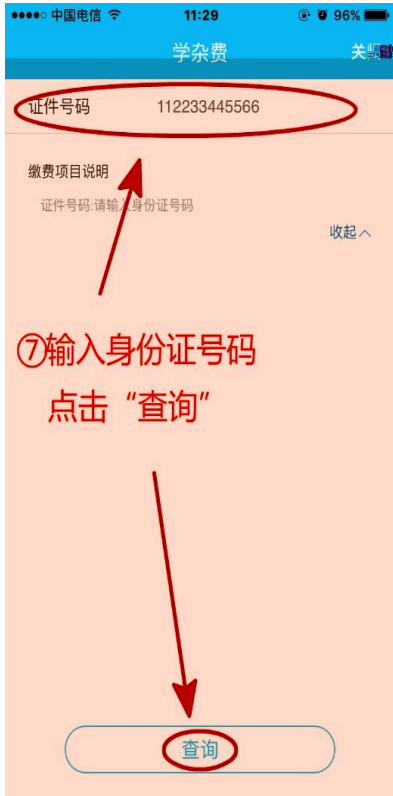 中国电信 11:29 96%
学杂费 关
证件号码 112233445566
缴费项目说明
证件号码:请输入身份证号码
收起
⑦输入身份证号码
点击“查询”
查询